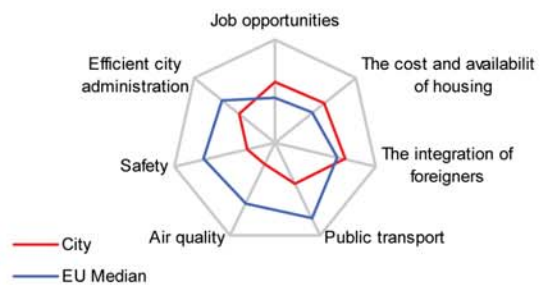 Job opportunities
Efficient city
administration
The cost and availabilit
of housing
Safety
The integration of
foreigners
Air quality
Public transport
City
EU Median